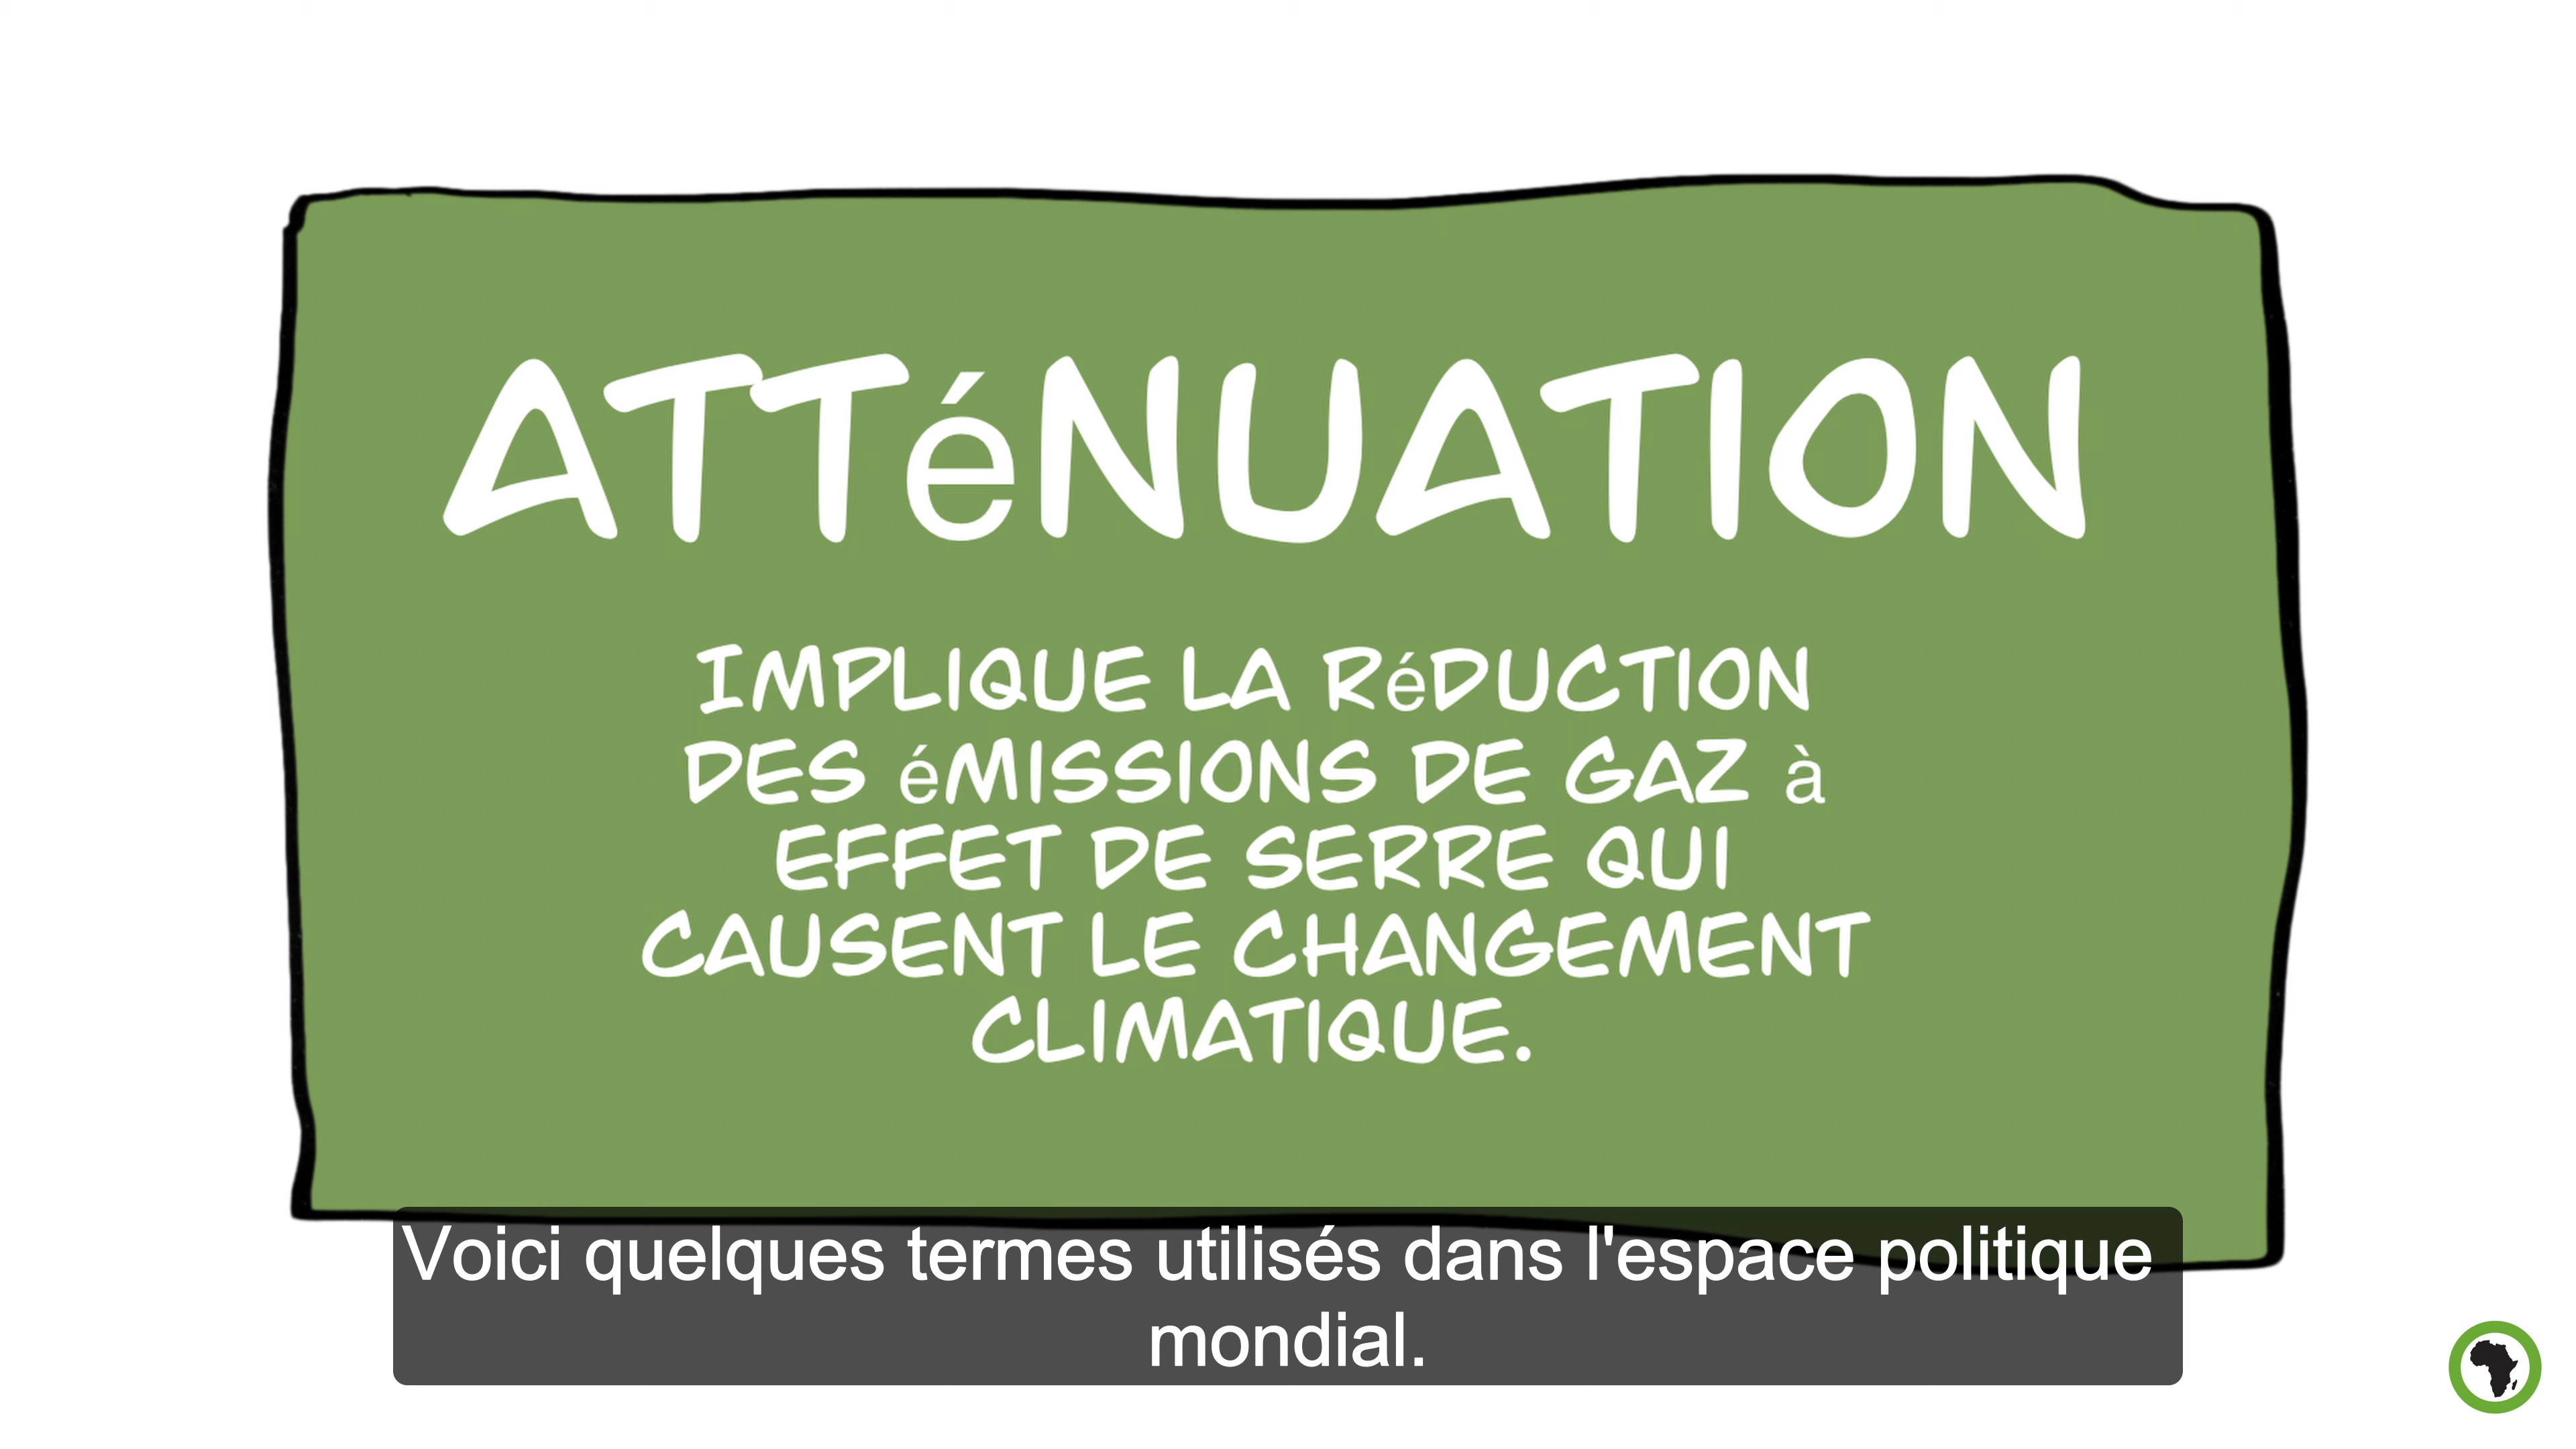 ATTéNUATION
IMPLIQUE LA RéDUCTION
DES éMISSIONS DE GAZ à
EFFET DE SERRE QUI
CAUSENT LE CHANGEMENT
CLIMATIQUE.
Voici quelques termes utilisés dans l'espace politique
mondial.